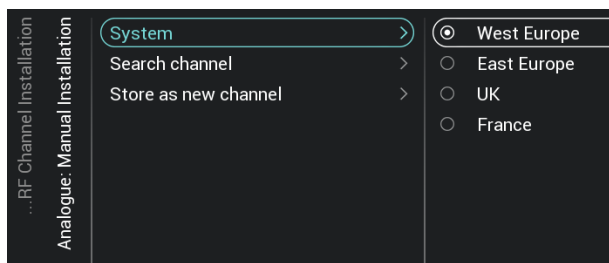 ...RF Channel Installation
Analogue: Manual Installation
System
Search channel
Store as new channel
West Europe
East Europe
UK
France